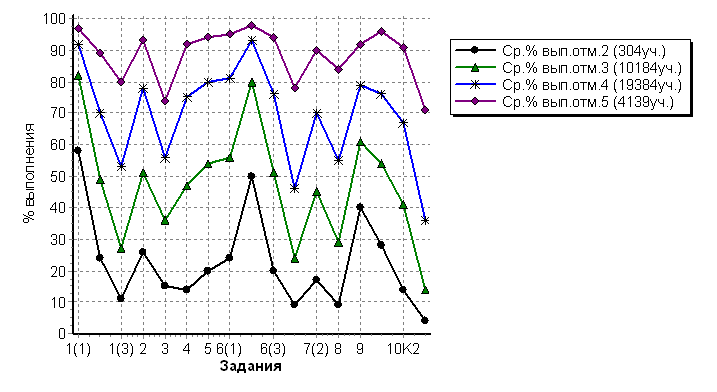 100
90
80
70
60
50
40
30
20
10
0
% выполнения
1(1) 1(3) 2 3 4 5 6(1) 6(3) 7(2) 8 9 10K2
Задания
Ср.% вып.отм.2 (304уч.)
Ср.% вып.отм.3 (10184уч.)
Ср.% вып.отм.4 (19384уч.)
Ср.% вып.отм.5 (4139уч.)